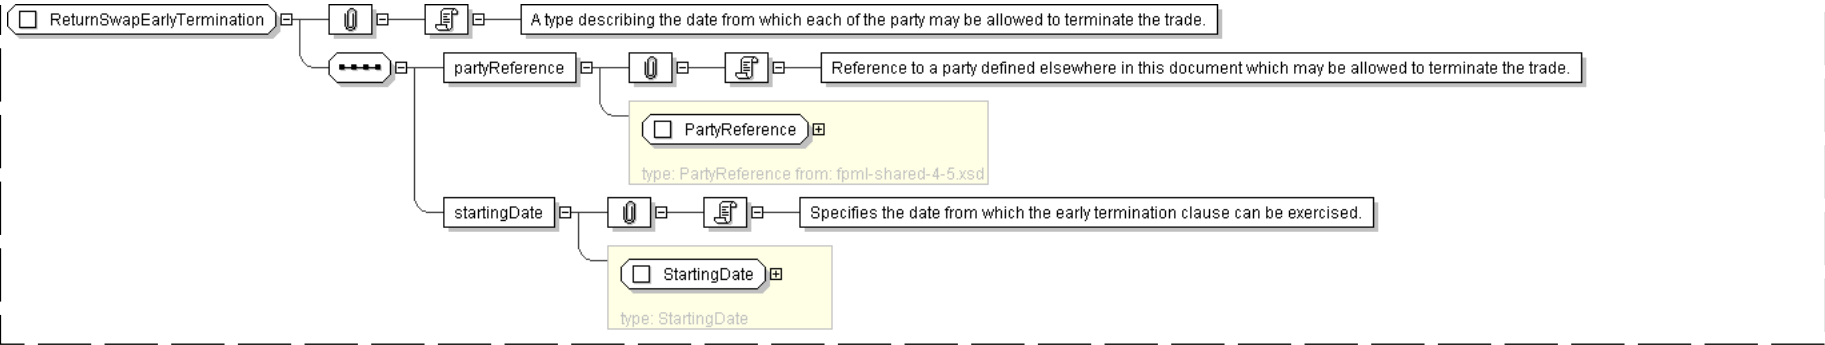 ReturnSwapEarlyTermination
A type describing the date from which each of the party may be allowed to terminate the trade.
partyReference
Reference to a party defined elsewhere in this document which may be allowed to terminate the trade.
PartyReference
type: PartyReference from: fpml-shared-4-5.xsd
startingDate
Specifies the date from which the early termination clause can be exercised.
StartingDate
type: StartingDate